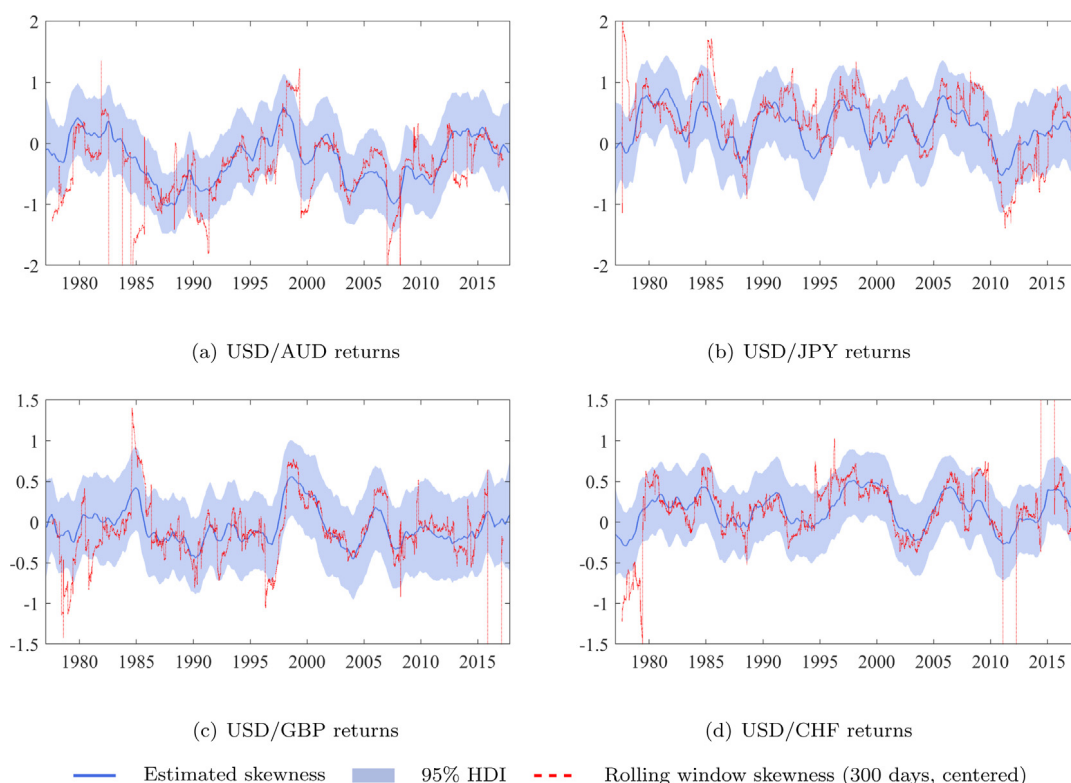 2
1
0
-1
-2
1980 1985 1990 1995 2000 2005 2010 2015
(a) USD/AUD returns
2
1
0
-1
-2
1980 1985 1990 1995 2000 2005 2010 2015
(b) USD/JPY returns
1.5
1
0.5
0
-0.5
-1
-1.5
1980 1985 1990 1995 2000 2005 2010 2015
(c) USD/GBP returns
1.5
1
0.5
0
-0.5
-1
-1.5
1980 1985 1990 1995 2000 2005 2010 2015
(d) USD/CHF returns
Estimated skewness 95% HDI Rolling window skewness (300 days, centered)